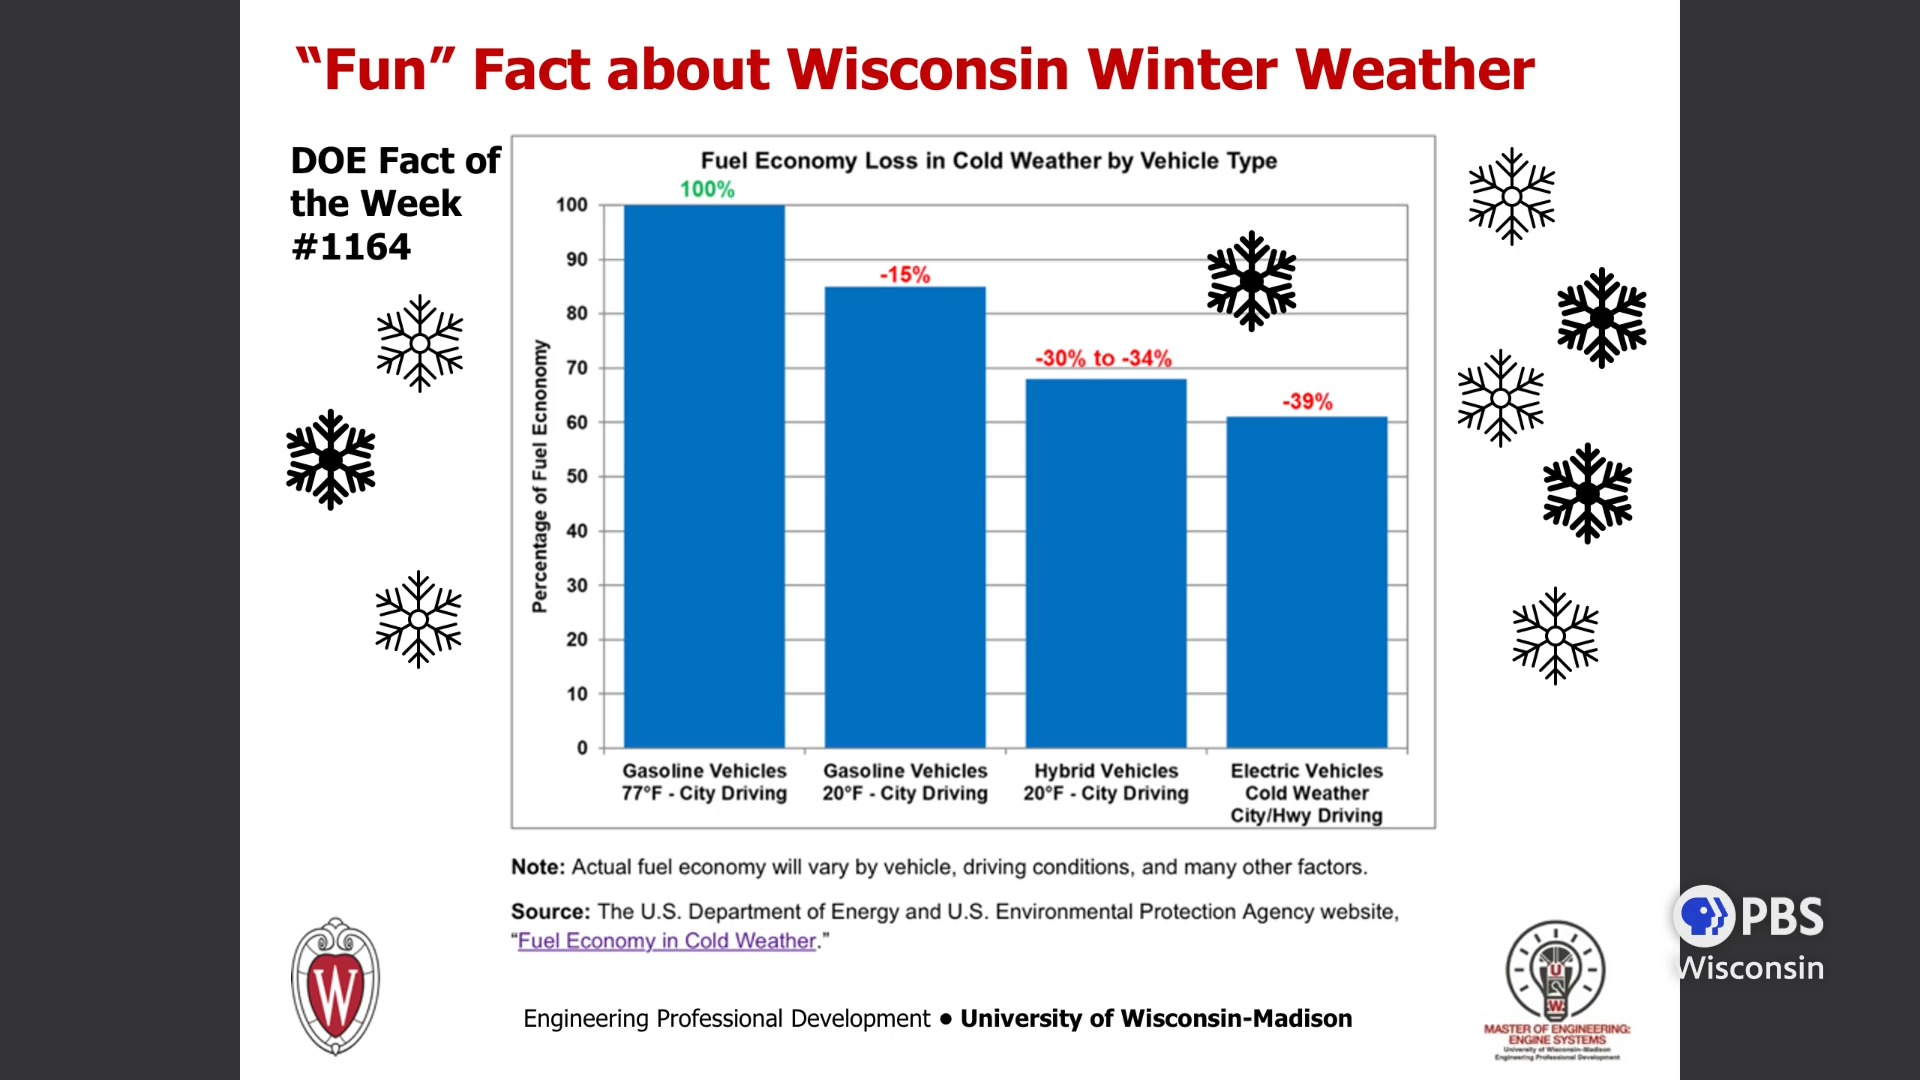 “Fun” Fact about Wisconsin Winter Weather
DOE Fact of
the Week
#1164
Fuel Economy Loss in Cold Weather by Vehicle Type
100%
-15%
-30% to -34%
-39%
Percentage of Fuel Ecnonomy
100
90
80
70
60
50
40
30
20
10
0
Gasoline Vehicles
77°F - City Driving
Gasoline Vehicles
20°F - City Driving
Hybrid Vehicles
20°F - City Driving
Electric Vehicles
Cold Weather
City/Hwy Driving
Note: Actual fuel economy will vary by vehicle, driving conditions, and many other factors.
Source: The U.S. Department of Energy and U.S. Environmental Protection Agency website,
“Fuel Economy in Cold Weather.”
W
Engineering Professional Development • University of Wisconsin-Madison
U
W
MASTER OF ENGINEERING:
ENGINE SYSTEMS
University of Wisconsin-Madison
Engineering Professional Development
PBS
Wisconsin